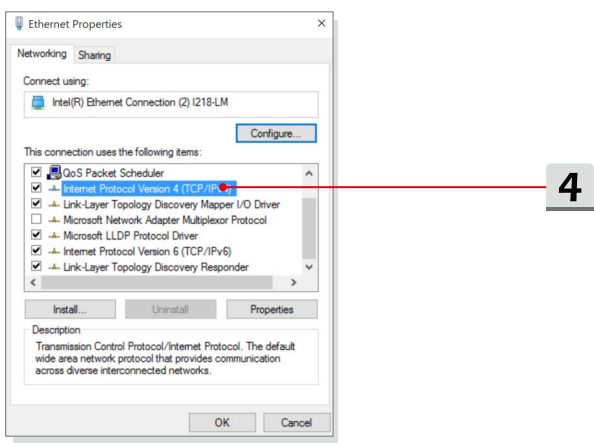 Ethernet Properties
Networking Sharing
Connect using:
Intel(R) Ethernet Connection (2) I218-LM
Configure...
This connection uses the following items:
QoS Packet Scheduler
Internet Protocol Version 4 (TCP/IPv4)
4
Link-Layer Topology Discovery Mapper I/O Driver
Microsoft Network Adapter Multiplexor Protocol
Microsoft LLDP Protocol Driver
Internet Protocol Version 6 (TCP/IPv6)
Link-Layer Topology Discovery Responder
Install... Uninstall Properties
Description
Transmission Control Protocol/Internet Protocol. The default
wide area network protocol that provides communication
across diverse interconnected networks.
OK Cancel